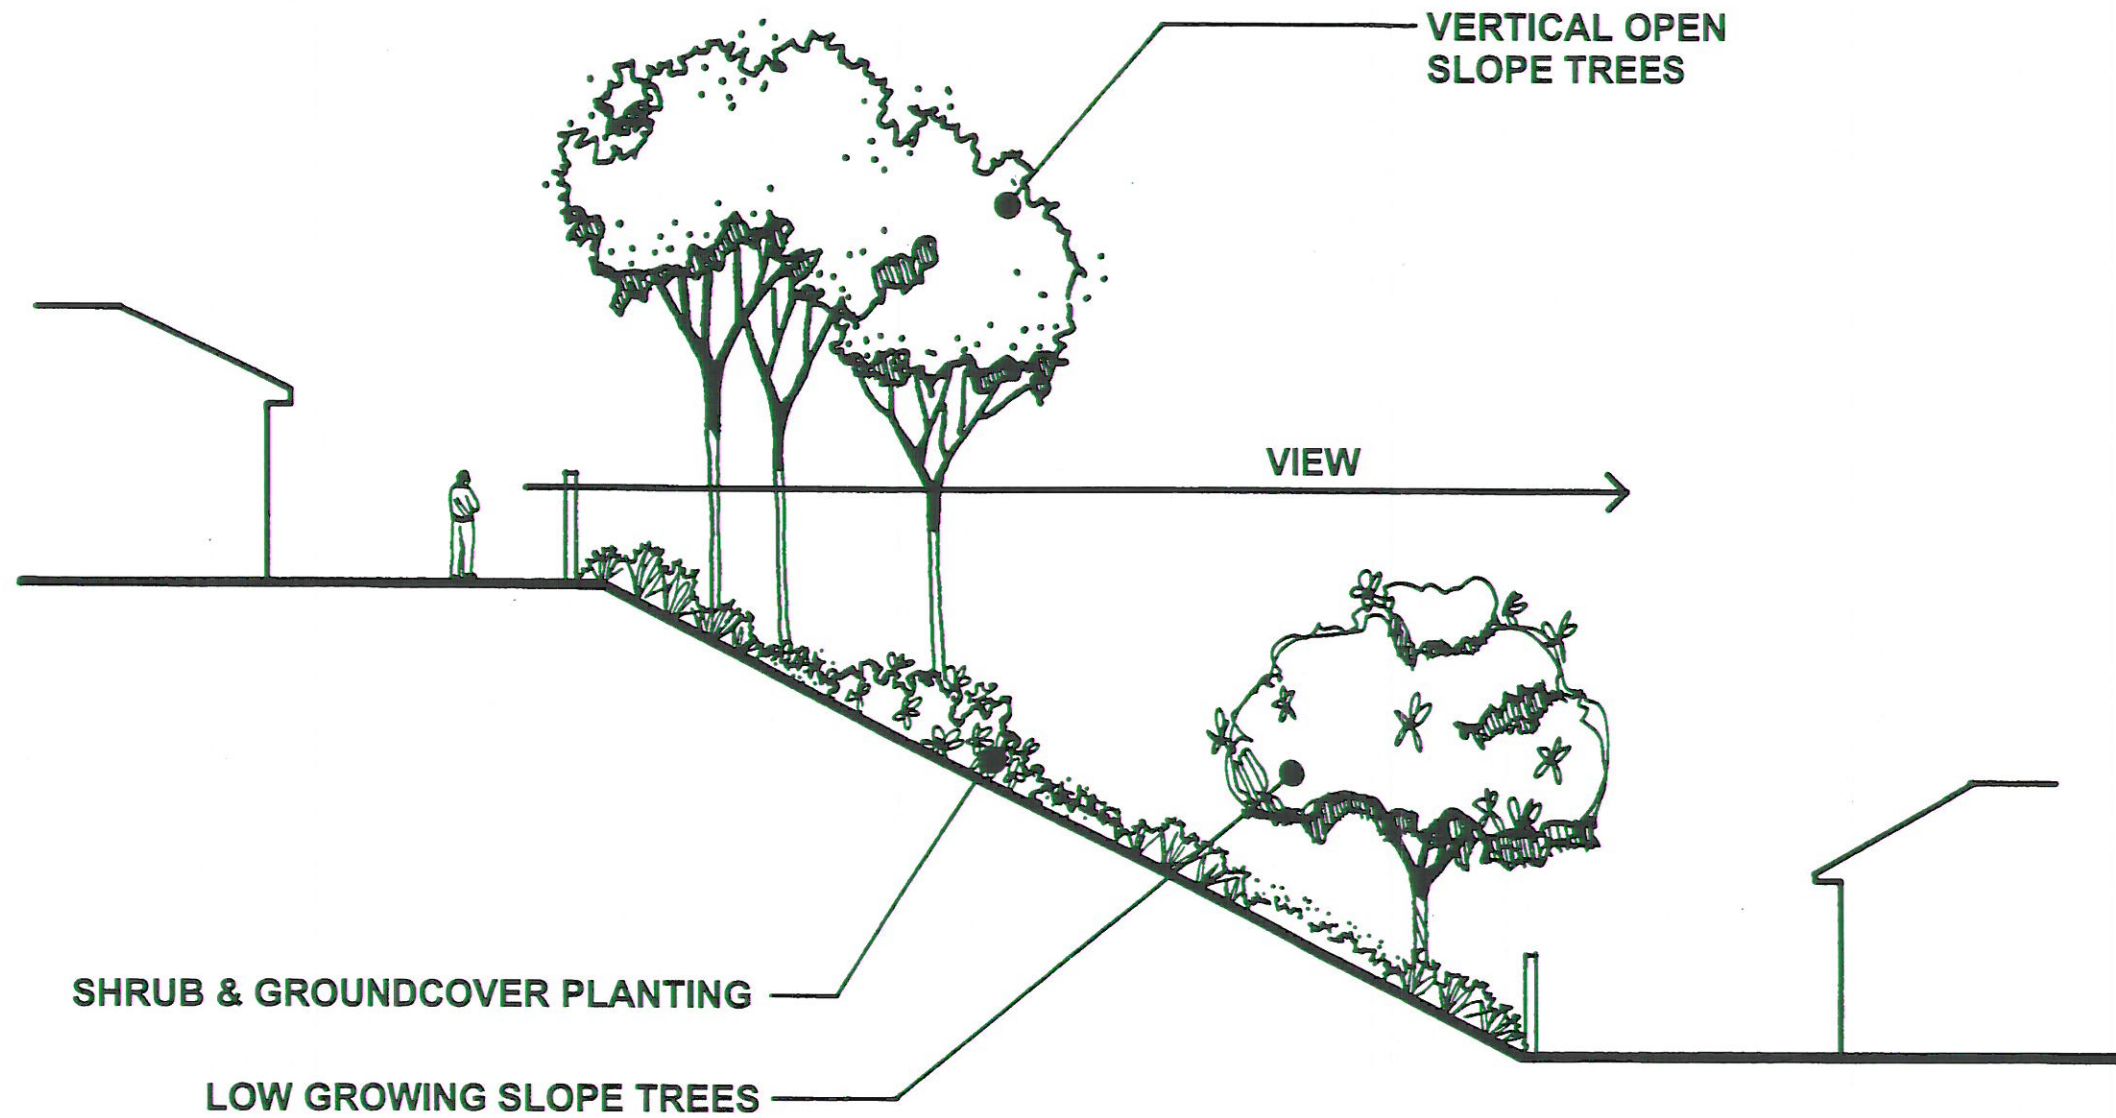 VERTICAL OPEN
SLOPE TREES
VIEW
SHRUB & GROUNDCOVER PLANTING
LOW GROWING SLOPE TREES